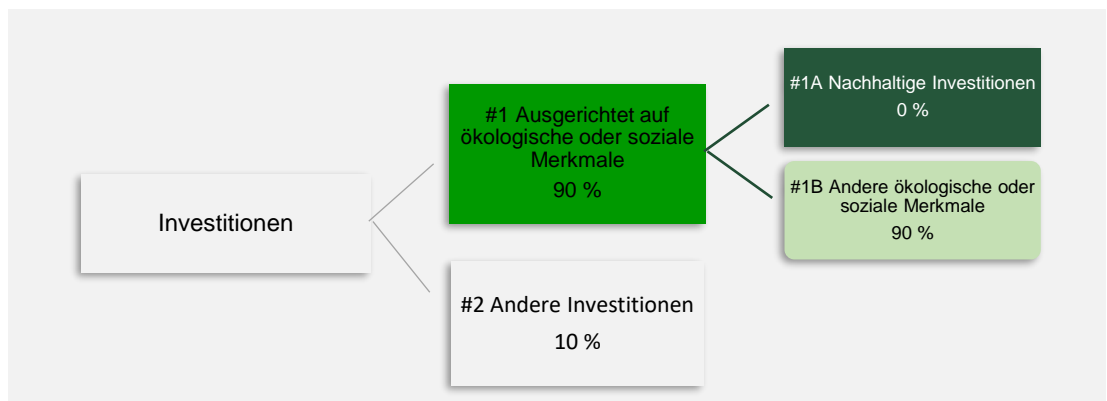 Investitionen
#1 Ausgerichtet auf
ökologische oder soziale
Merkmale
90 %
#2 Andere Investitionen
10 %
#1A Nachhaltige Investitionen
0 %
#1B Andere ökologische oder
soziale Merkmale
90 %